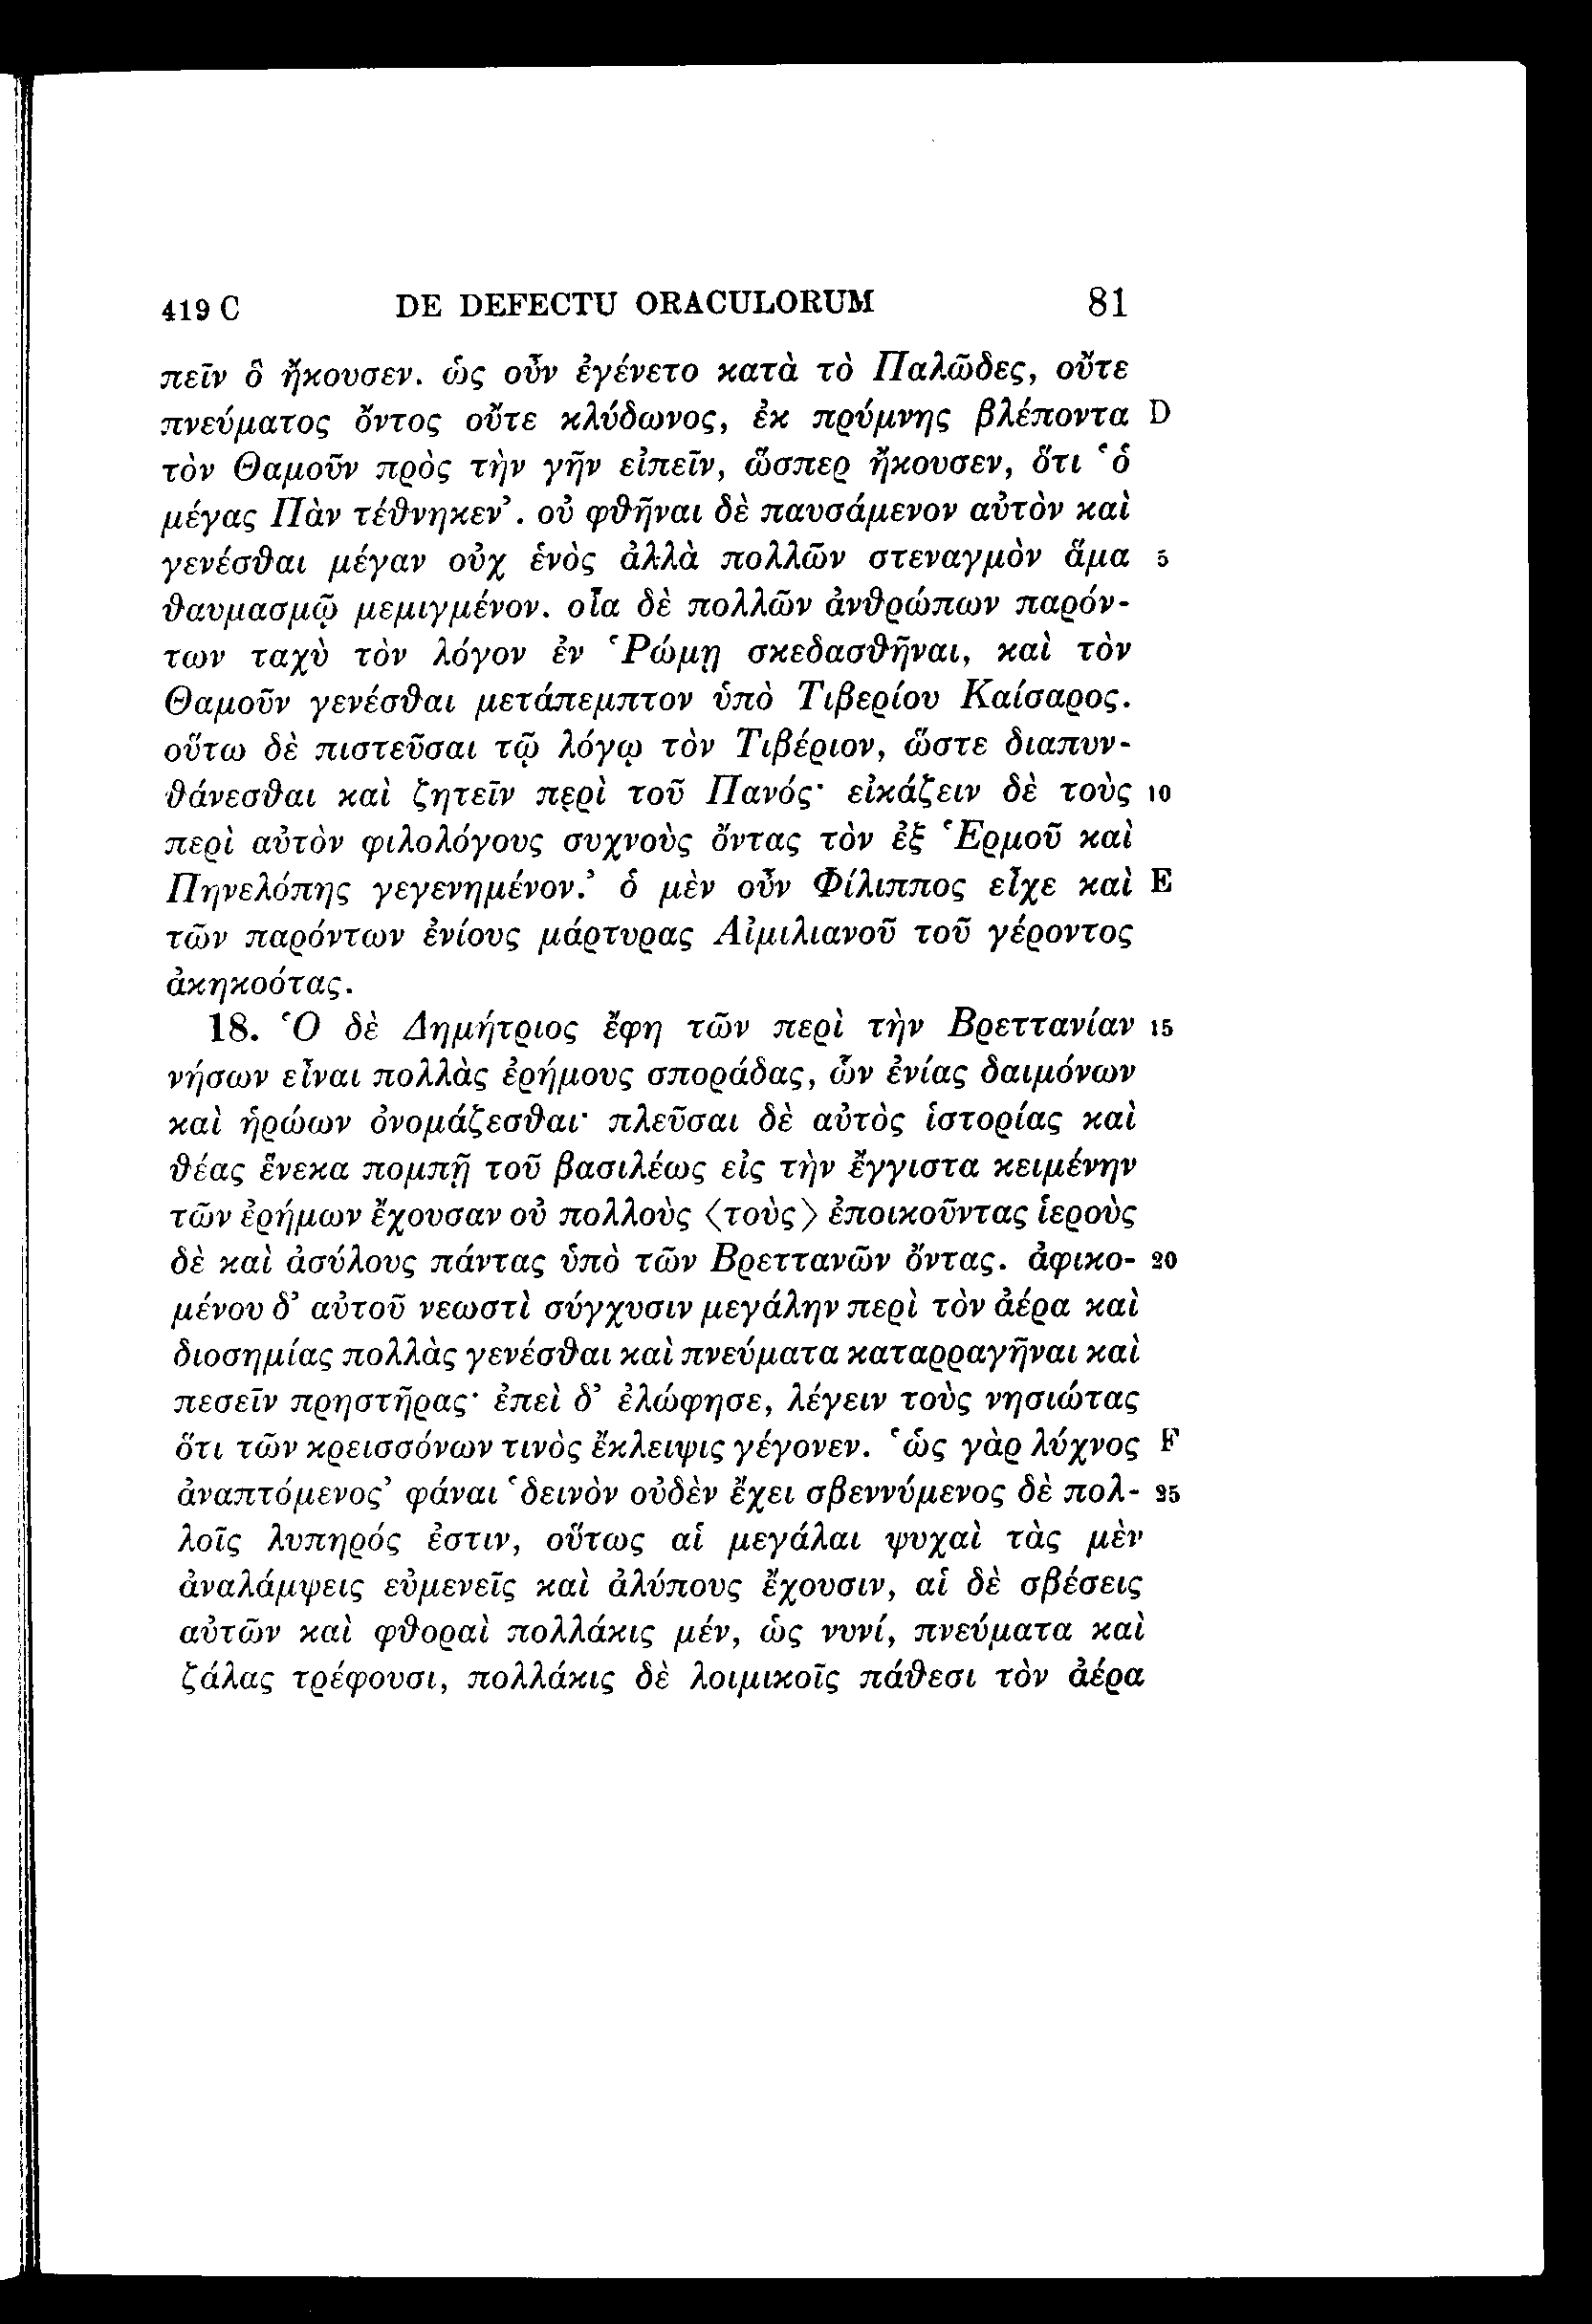 419 C DE DEFECTU ORACULORUM 81
πεῖν ὃ ἤκουσεν. ὡς οὖν ἐγένετο κατὰ τὸ Παλῶδες, οὔτε
πνεύματος ὄντος οὔτε κλύδωνος, ἐκ πρύμνης βλέποντα D
τὸν Θαμοῦν πρὸς τὴν γῆν εἰπεῖν, ὥσπερ ἤκουσεν, ὅτι ‘ὁ
μέγας Πὰν τέθνηκεν’. οὐ φθῆναι δὲ παυσάμενον αὐτὸν καὶ
γενέσθαι μέγαν οὐχ ἑνὸς ἀλλὰ πολλῶν στεναγμὸν ἅμα 5
θαυμασμῷ μεμιγμένον. οἷα δὲ πολλῶν ἀνθρώπων παρόν-
των ταχὺ τὸν λόγον ἐν Ῥώμῃ σκεδασθῆναι, καὶ τὸν
Θαμοῦν γενέσθαι μετάπεμπτον ὑπὸ Τιβερίου Καίσαρος.
οὕτω δὲ πιστεῦσαι τῷ λόγῳ τὸν Τιβέριον, ὥστε διαπυν-
θάνεσθαι καὶ ζητεῖν περὶ τοῦ Πανός· εἰκάζειν δὲ τοὺς 10
περὶ αὐτὸν φιλολόγους συχνοὺς ὄντας τὸν ἐξ Ἑρμοῦ καὶ
Πηνελόπης γεγενημένον.’ ὁ μὲν οὖν Φίλιππος εἶχε καὶ E
τῶν παρόντων ἐνίους μάρτυρας Αἰμιλιανοῦ τοῦ γέροντος
ἀκηκοότας.
18. Ὁ δὲ Δημήτριος ἔφη τῶν περὶ τὴν Βρεττανίαν 15
νήσων εἶναι πολλὰς ἐρήμους σποράδας, ὧν ἐνίας δαιμόνων
καὶ ἡρώων ὀνομάζεσθαι· πλεῦσαι δὲ αὐτὸς ἱστορίας καὶ
θέας ἕνεκα πομπῇ τοῦ βασιλέως εἰς τὴν ἔγγιστα κειμένην
τῶν ἐρήμων ἔχουσαν οὐ πολλοὺς 〈τοὺς〉 ἐποικοῦντας ἱεροὺς
δὲ καὶ ἀσύλους πάντας ὑπὸ τῶν Βρεττανῶν ὄντας. ἀφικο- 20
μένου δ’ αὐτοῦ νεωστὶ σύγχυσιν μεγάλην περὶ τὸν ἀέρα καὶ
διοσημίας πολλὰς γενέσθαι καὶ πνεύματα καταρραγῆναι καὶ
πεσεῖν πρηστῆρας· ἐπεὶ δ’ ἐλώφησε, λέγειν τοὺς νησιώτας
ὅτι τῶν κρεισσόνων τινὸς ἔκλειψις γέγονεν. ‘ὡς γὰρ λύχνος F
ἀναπτόμενος’ φάναι ‘δεινὸν οὐδὲν ἔχει σβεννύμενος δὲ πολ- 25
λοῖς λυπηρός ἐστιν, οὕτως αἱ μεγάλαι ψυχαὶ τὰς μὲν
ἀναλάμψεις εὐμενεῖς καὶ ἀλύπους ἔχουσιν, αἱ δὲ σβέσεις
αὐτῶν καὶ φθοραὶ πολλάκις μέν, ὡς νυνί, πνεύματα καὶ
ζάλας τρέφουσι, πολλάκις δὲ λοιμικοῖς πάθεσι τὸν ἀέρα